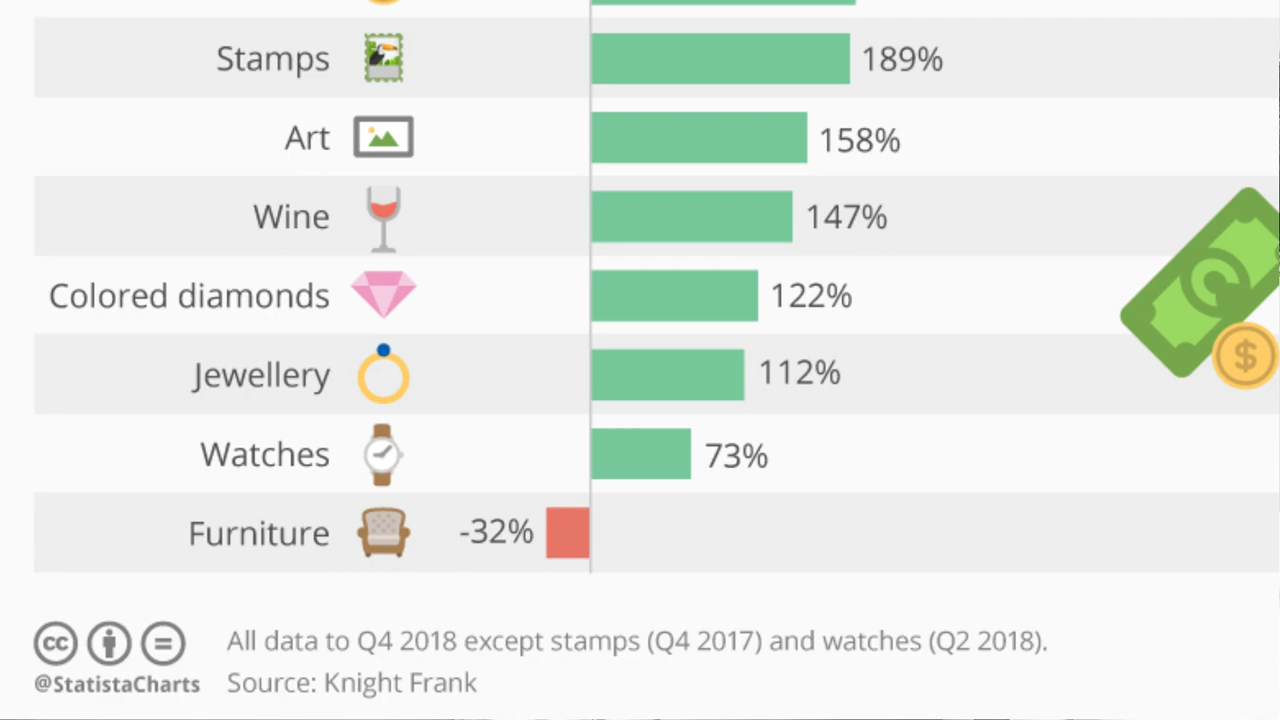 Stamps 189%
Art 158%
Wine 147%
Colored diamonds 122%
Jewellery 112%
Watches 73%
Furniture -32%
cc All data to Q4 2018 except stamps (Q4 2017) and watches (Q2 2018).
@StatistaCharts Source: Knight Frank
$